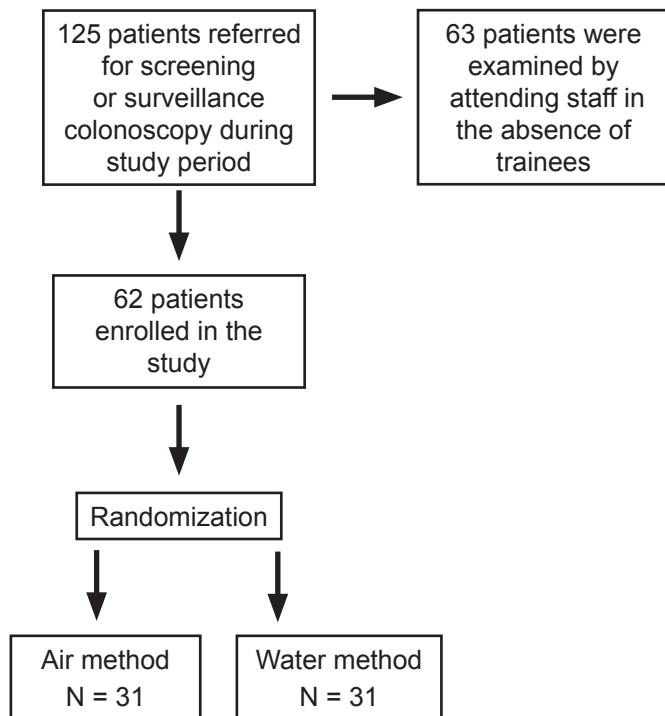 125 patients referred
for screening
or surveillance
colonoscopy during
study period
63 patients were
examined by
attending staff in
the absence of
trainees
62 patients
enrolled in the
study
Randomization
Air method
N = 31
Water method
N = 31